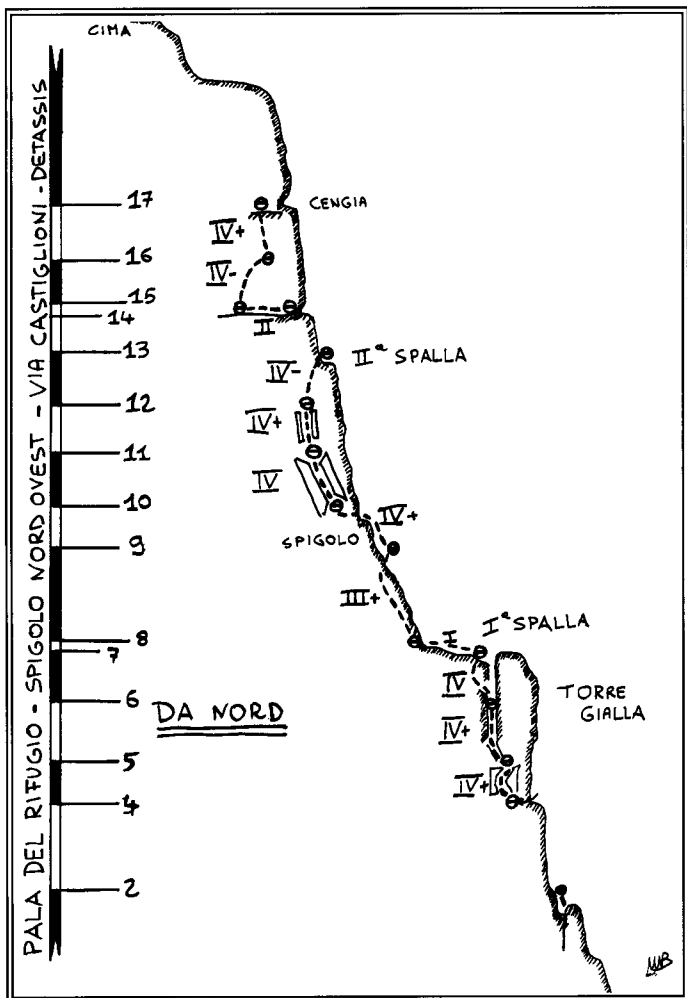 CIMA
PALA DEL RIFUGIO - SPIGOLO NORD OVEST - VIA CASTIGLIONI - DETASSIS
17
CENGIA
IV+
16
IV-
15
14
II
13
IIª SPALLA
IV-
12
IV+
11
IV
10
IV+
SPIGOLO
9
III+
8
I
Iª SPALLA
7
IV
6
TORRE
GIALLA
DA NORD
IV+
5
IV+
4
2